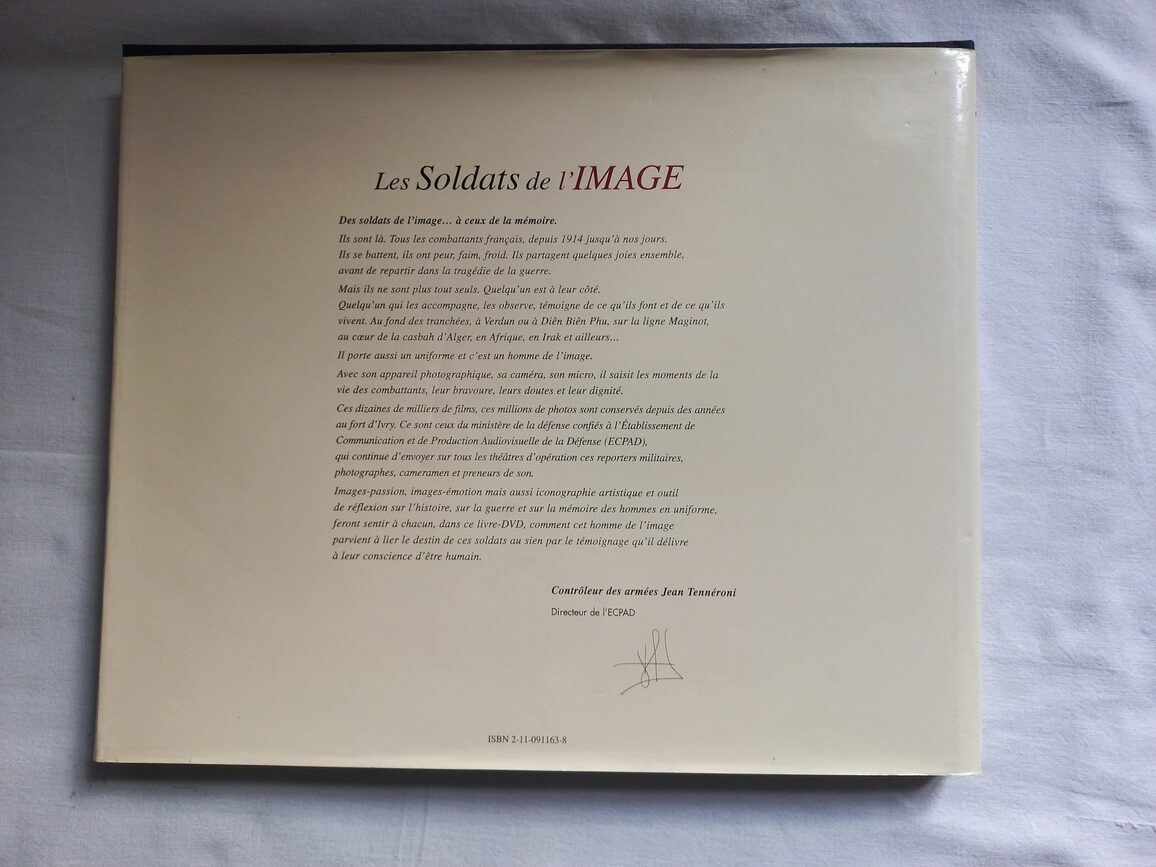 Les Soldats de l'IMAGE
Des soldats de l'image... à ceux de la mémoire.
Ils sont là. Tous les combattants français, depuis 1914 jusqu'à nos jours.
Ils se battent, ils ont peur, faim, froid. Ils partagent quelques joies ensemble,
avant de repartir dans la tragédie de la guerre.
Mais ils ne sont plus tout seuls. Quelqu'un est à leur côté.
Quelqu'un qui les accompagne, les observe, témoigne de ce qu'ils font et de ce qu'ils
vivent. Au fond des tranchées, à Verdun ou à Diên Biên Phu, sur la ligne Maginot,
au cœur de la casbah d'Alger, en Afrique, en Irak et ailleurs...
Il porte aussi un uniforme et c'est un homme de l'image.
Avec son appareil photographique, sa caméra, son micro, il saisit les moments de la
vie des combattants, leur bravoure, leurs doutes et leur dignité.
Ces dizaines de milliers de films, ces millions de photos sont conservés depuis des années
au fort d'Ivry. Ce sont ceux du ministère de la défense confiés à l'Établissement de
Communication et de Production Audiovisuelle de la Défense (ECPAD),
qui continue d'envoyer sur tous les théâtres d'opération ces reporters militaires,
photographes, cameramen et preneurs de son.
Images-passion, images-émotion mais aussi iconographie artistique et outil
de réflexion sur l'histoire, sur la guerre et sur la mémoire des hommes en uniforme,
feront sentir à chacun, dans ce livre-DVD, comment cet homme de l'image
parvient à lier le destin de ces soldats au sien par le témoignage qu'il délivre
à leur conscience d'être humain.
Contrôleur des armées Jean Tennéroni
Directeur de l'ECPAD
ISBN 2-11-091163-8